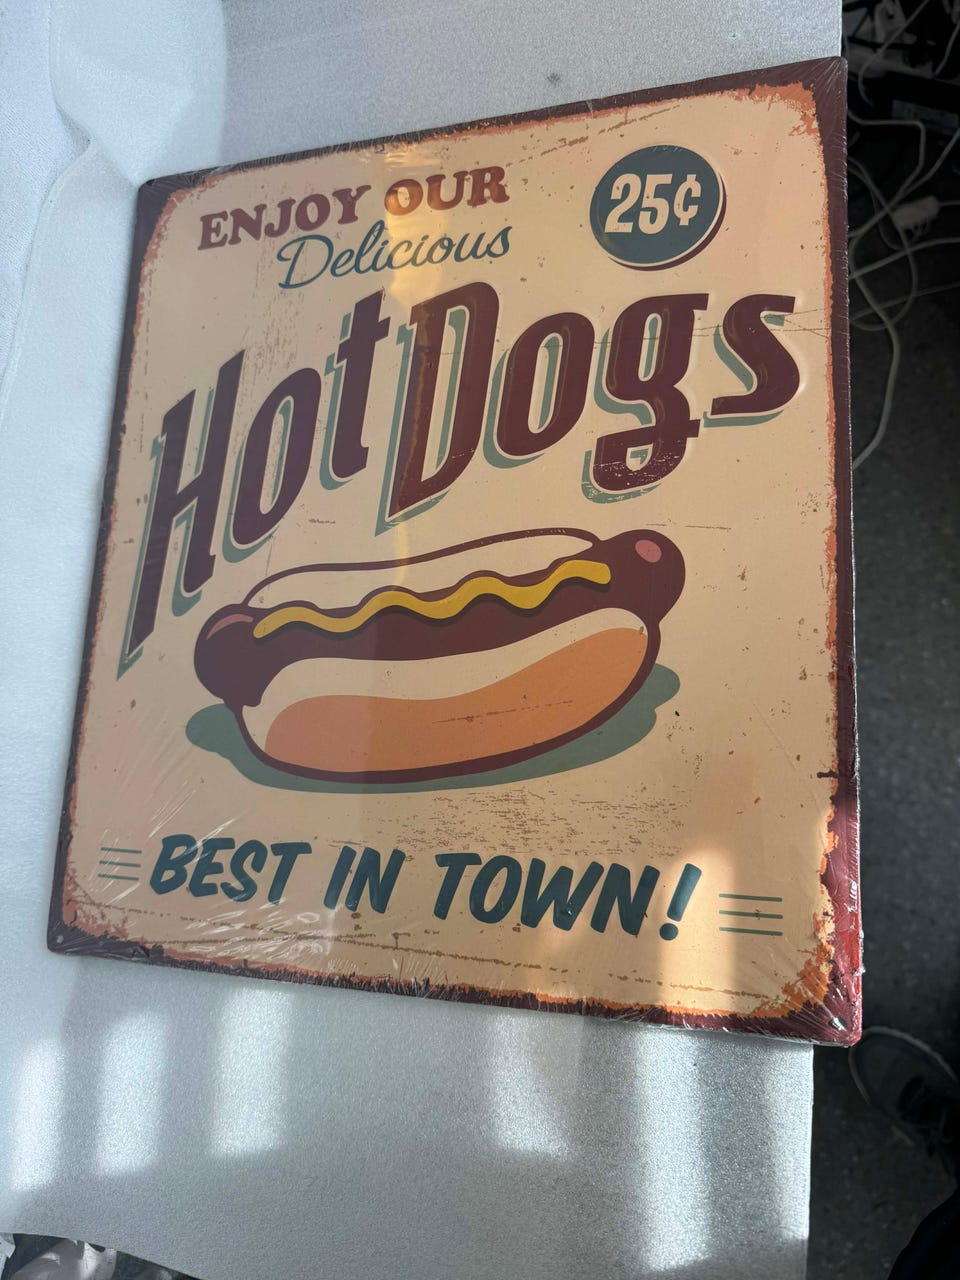 ENJOY OUR
Delicious
25¢
Hot Dogs
BEST IN TOWN!